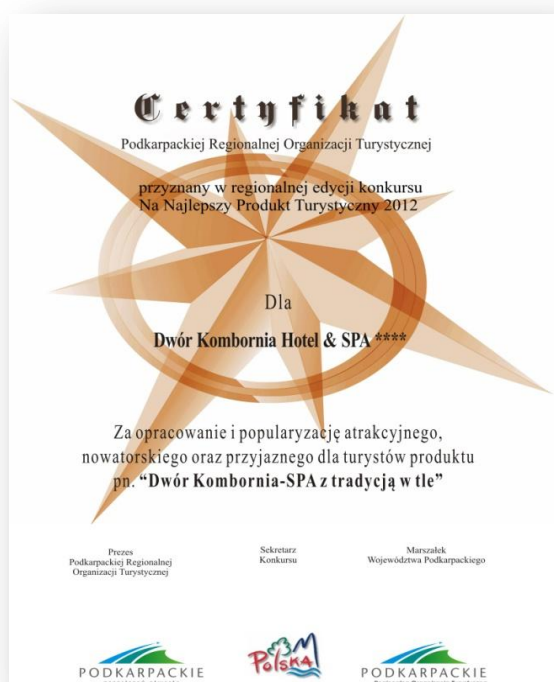 Certyfikat
Podkarpackiej Regionalnej Organizacji Turystycznej
przyznany w regionalnej edycji konkursu
Na Najlepszy Produkt Turystyczny 2012
Dla
Dwór Kombornia Hotel & SPA ****
Za opracowanie i popularyzację atrakcyjnego,
nowatorskiego oraz przyjaznego dla turystów produktu
pn. “Dwór Kombornia-SPA z tradycją w tle”
Prezes
Podkarpackiej Regionalnej
Organizacji Turystycznej
Sekretarz
Konkursu
Marszałek
Województwa Podkarpackiego
PODKARPACKIE
Polska
PODKARPACKIE